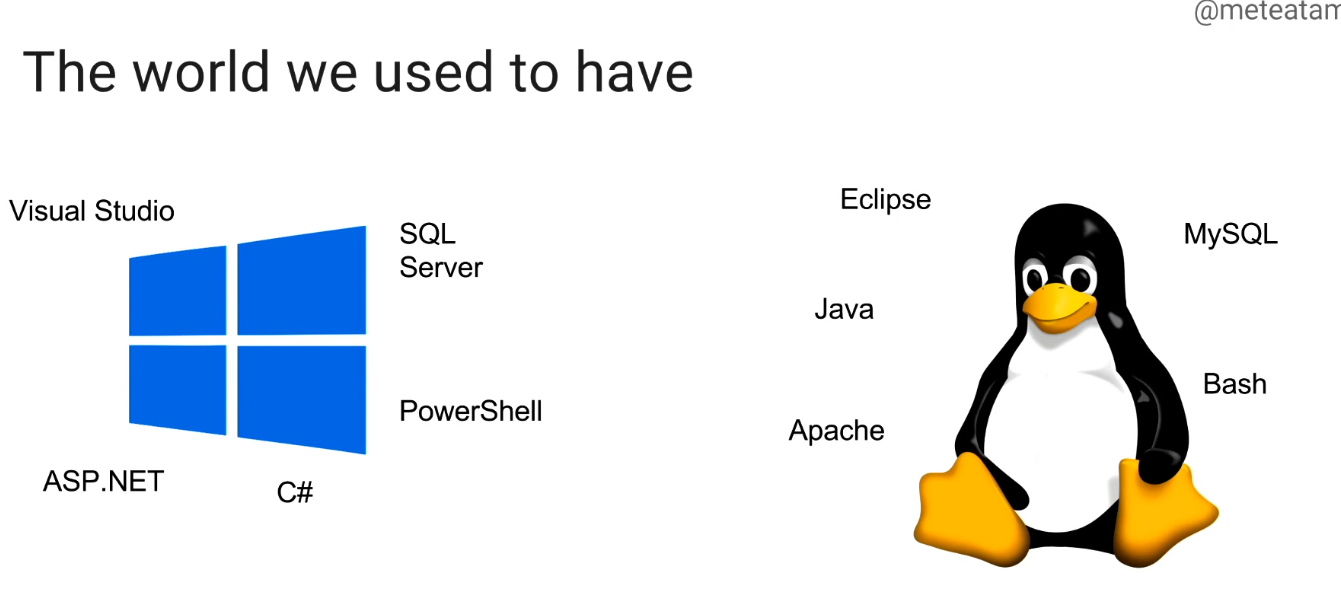 @meteatam
The world we used to have
Visual Studio
SQL
Server
PowerShell
ASP.NET
C#
Eclipse
MySQL
Java
Bash
Apache